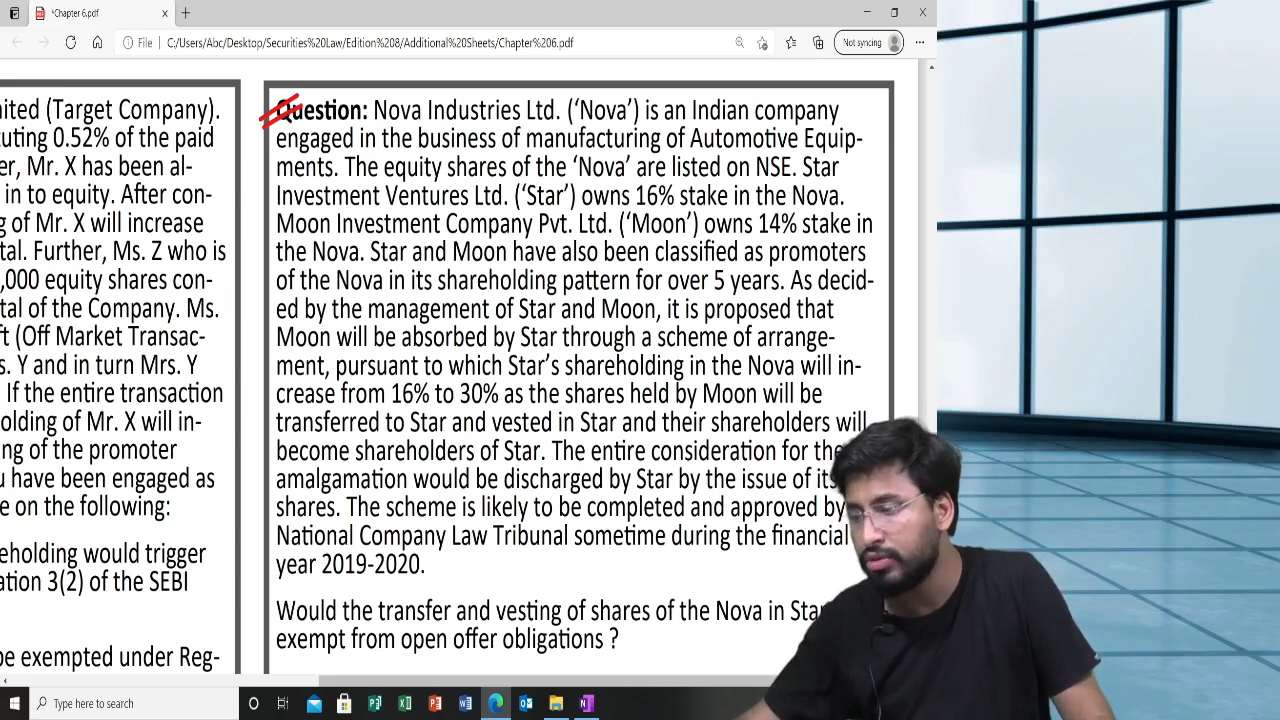 *Chapter 6.pdf
File
C:/Users/Abc/Desktop/Securities%20Law/Edition%208/Additional%20Sheets/Chapter%206.pdf
Not syncing
ited (Target Company).
uting 0.52% of the paid
er, Mr. X has been al-
in to equity. After con-
g of Mr. X will increase
tal. Further, Ms. Z who is
,000 equity shares con-
tal of the Company. Ms.
ft (Off Market Transac-
s. Y and in turn Mrs. Y
If the entire transaction
olding of Mr. X will in-
ng of the promoter
u have been engaged as
e on the following:
eholding would trigger
ation 3(2) of the SEBI
be exempted under Reg-
Question: Nova Industries Ltd. (‘Nova’) is an Indian company
engaged in the business of manufacturing of Automotive Equip-
ments. The equity shares of the ‘Nova’ are listed on NSE. Star
Investment Ventures Ltd. (‘Star’) owns 16% stake in the Nova.
Moon Investment Company Pvt. Ltd. (‘Moon’) owns 14% stake in
the Nova. Star and Moon have also been classified as promoters
of the Nova in its shareholding pattern for over 5 years. As decid-
ed by the management of Star and Moon, it is proposed that
Moon will be absorbed by Star through a scheme of arrange-
ment, pursuant to which Star’s shareholding in the Nova will in-
crease from 16% to 30% as the shares held by Moon will be
transferred to Star and vested in Star and their shareholders will
become shareholders of Star. The entire consideration for the
amalgamation would be discharged by Star by the issue of its
shares. The scheme is likely to be completed and approved by
National Company Law Tribunal sometime during the financial
year 2019-2020.
Would the transfer and vesting of shares of the Nova in Star
exempt from open offer obligations ?
Type here to search